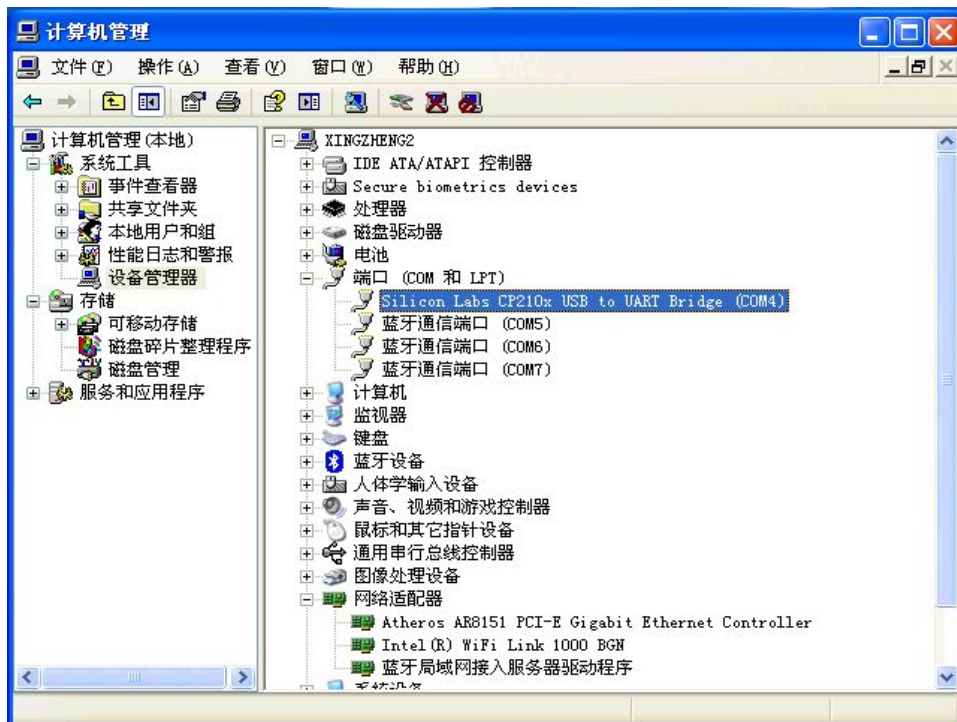 计算机管理
文件(F) 操作(A) 查看(V) 窗口(W) 帮助(H)
计算机管理(本地)
系统工具
事件查看器
共享文件夹
本地用户和组
性能日志和警报
设备管理器
存储
可移动存储
磁盘碎片整理程序
磁盘管理
服务和应用程序
XINGZHENG2
IDE ATA/ATAPI 控制器
Secure biometrics devices
处理器
磁盘驱动器
电池
端口 (COM 和 LPT)
Silicon Labs CP210x USB to UART Bridge (COM4)
蓝牙通信端口 (COM5)
蓝牙通信端口 (COM6)
蓝牙通信端口 (COM7)
计算机
监视器
键盘
蓝牙设备
人体学输入设备
声音、视频和游戏控制器
鼠标和其它指针设备
通用串行总线控制器
图像处理设备
网络适配器
Atheros AR8151 PCI-E Gigabit Ethernet Controller
Intel(R) WiFi Link 1000 BGN
蓝牙局域网接入服务器驱动程序
系统设备